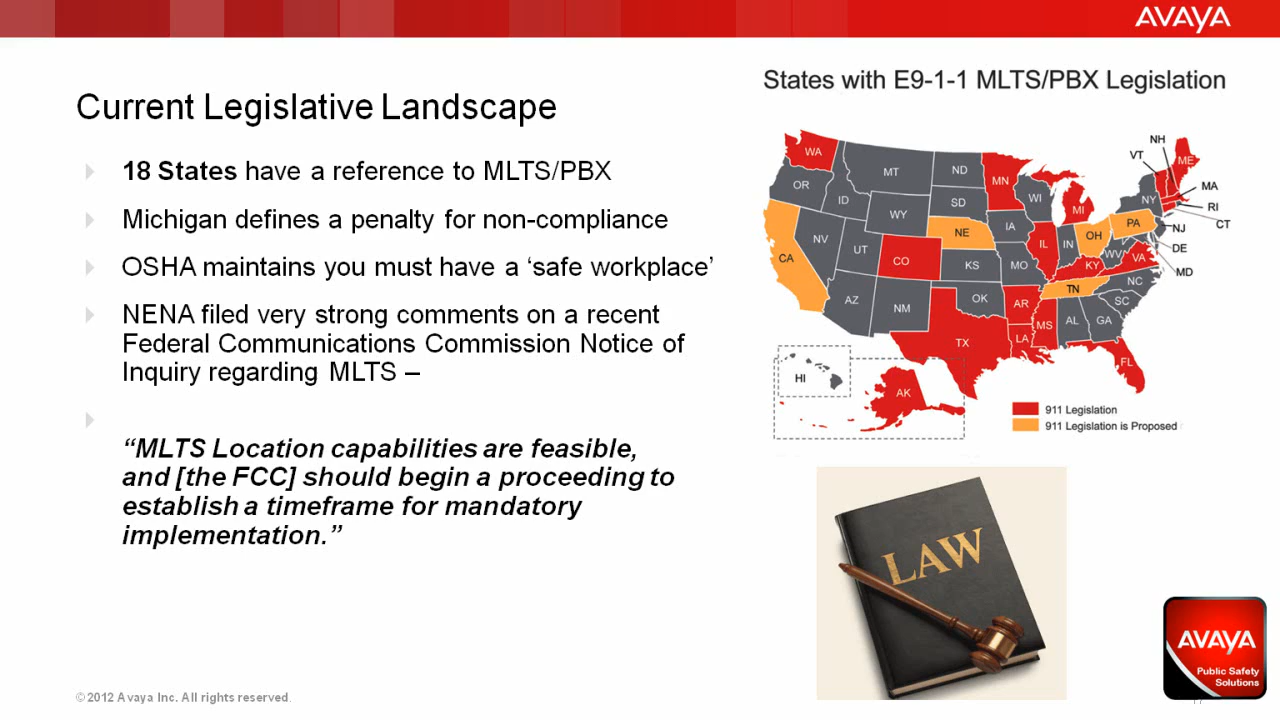 AVAYA
States with E9-1-1 MLTS/PBX Legislation
Current Legislative Landscape
18 States have a reference to MLTS/PBX
Michigan defines a penalty for non-compliance
OSHA maintains you must have a ‘safe workplace’
NENA filed very strong comments on a recent
Federal Communications Commission Notice of
Inquiry regarding MLTS –
“MLTS Location capabilities are feasible,
and [the FCC] should begin a proceeding to
establish a timeframe for mandatory
implementation.”
NH
VT
ME
WA
MT
ND
MN
OR
ID
SD
WI
MI
NY
MA
RI
CT
WY
NE
IA
PA
NJ
NV
UT
CO
IL
IN
OH
DE
CA
KS
MO
WV
VA
MD
KY
AZ
NM
OK
AR
TN
NC
SC
MS
AL
GA
TX
LA
FL
HI
AK
911 Legislation
911 Legislation is Proposed
LAW
AVAYA
Public Safety
Solutions
© 2012 Avaya Inc. All rights reserved.